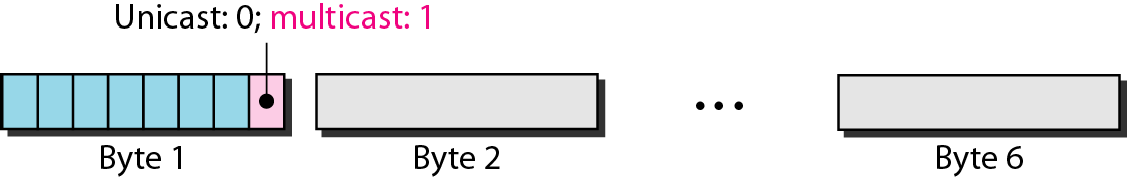 Unicast: 0; multicast: 1
Byte 1
Byte 2
Byte 6